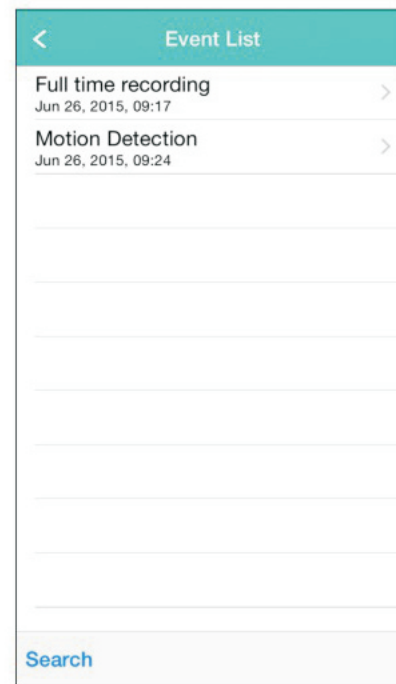 Event List
Full time recording
Jun 26, 2015, 09:17
Motion Detection
Jun 26, 2015, 09:24
Search